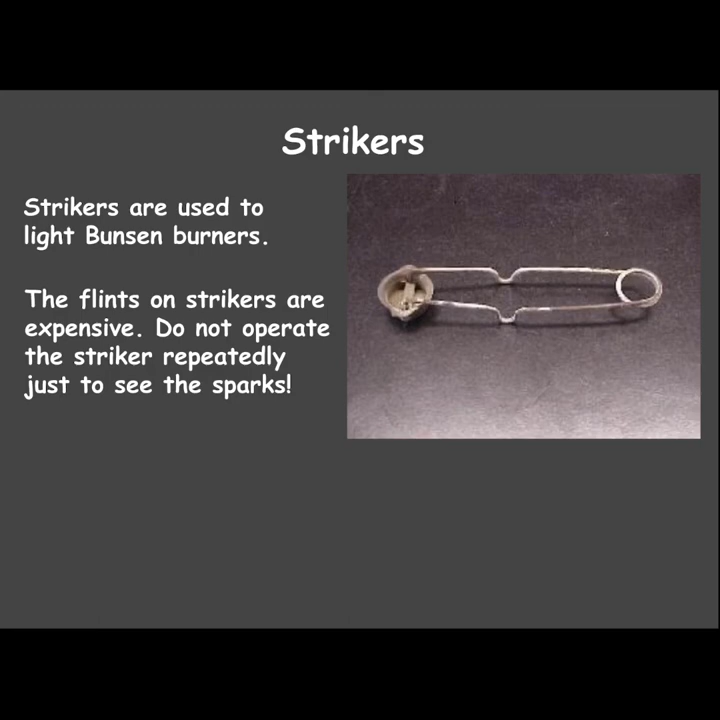 Strikers
Strikers are used to
light Bunsen burners.
The flints on strikers are
expensive. Do not operate
the striker repeatedly
just to see the sparks!